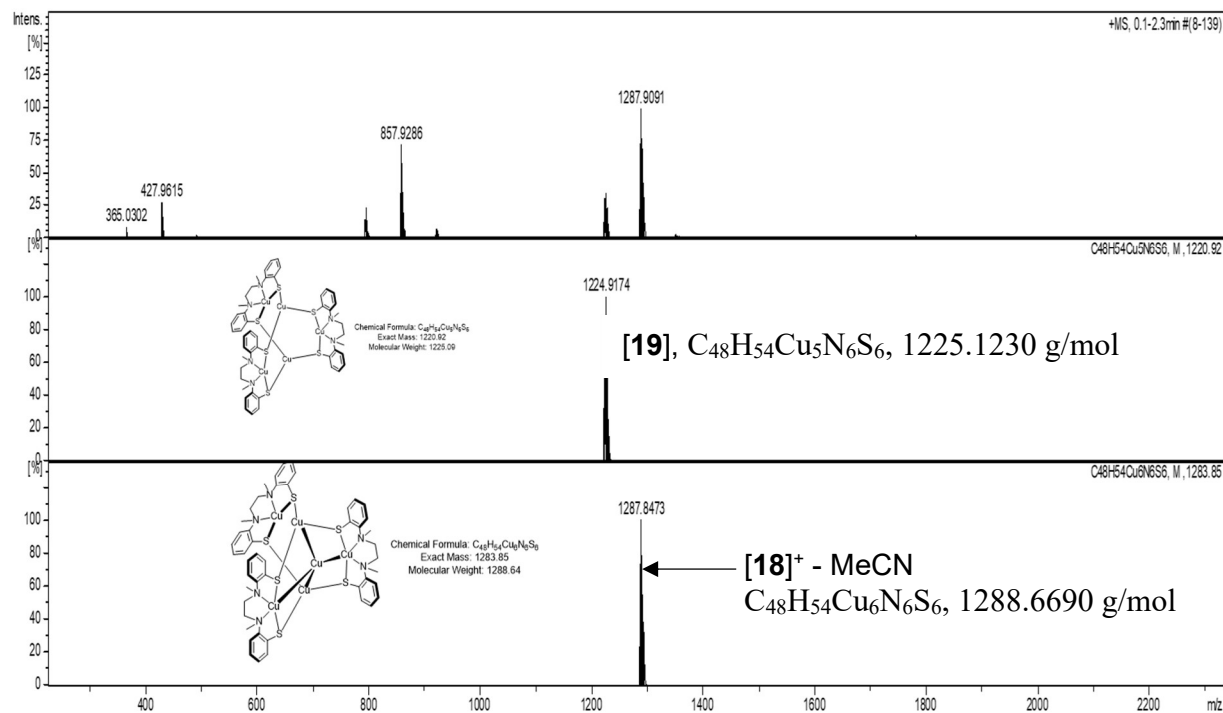 Intens.
[%]
+MS, 0.1-2.3min #(8-139)
125
100
75
50
25
0
365.0302
427.9615
857.9286
1287.9091
[%]
C48H54Cu5N6S6, M ,1220.92
100
80
60
40
20
0
1224.9174
Chemical Formula: C₄₈H₅₄Cu₅N₆S₆
Exact Mass: 1220.92
Molecular Weight: 1225.09
[19], C₄₈H₅₄Cu₅N₆S₆, 1225.1230 g/mol
[%]
C48H54Cu6N6S6, M ,1283.85
100
80
60
40
20
0
1287.8473
Chemical Formula: C₄₈H₅₄Cu₆N₆S₆
Exact Mass: 1283.85
Molecular Weight: 1288.64
[18]⁺ - MeCN
C₄₈H₅₄Cu₆N₆S₆, 1288.6690 g/mol
400 600 800 1000 1200 1400 1600 1800 2000 2200 m/z